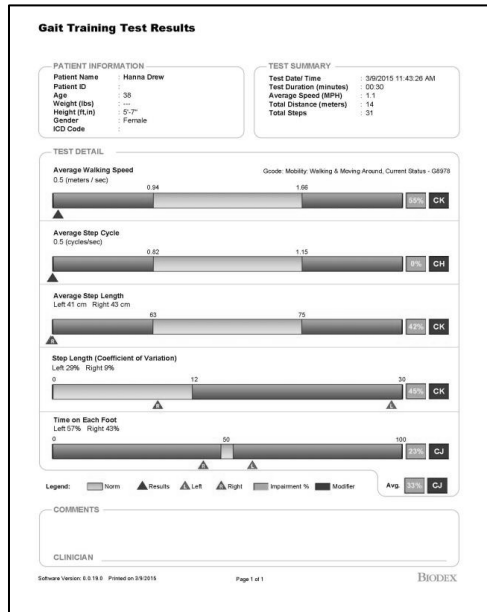 Gait Training Test Results
PATIENT INFORMATION
Patient Name : Hanna Drew
Patient ID :
Age : 38
Weight (lbs) : ---
Height (ft,in) : 5'-7"
Gender : Female
ICD Code :
TEST SUMMARY
Test Date/ Time : 3/9/2015 11:43:26 AM
Test Duration (minutes) : 00:30
Average Speed (MPH) : 1.1
Total Distance (meters) : 14
Total Steps : 31
TEST DETAIL
Average Walking Speed
0.5 (meters / sec)
Gcode: Mobility: Walking & Moving Around, Current Status - G8978
0.94 1.66
CK
Average Step Cycle
0.5 (cycles/sec)
0.82 1.15
CH
Average Step Length
Left 41 cm Right 43 cm
63 75
R
42% CK
Step Length (Coefficient of Variation)
Left 29% Right 9%
0 12 30
R L
45% CK
Time on Each Foot
Left 57% Right 43%
0 50 100
R L
CJ
Legend: Norm Results L Left R Right Impairment % Modifier
Avg. 33% CJ
COMMENTS
CLINICIAN
Software Version: 0.0.19.0 Printed on 3/9/2015 Page 1 of 1 BIODEX